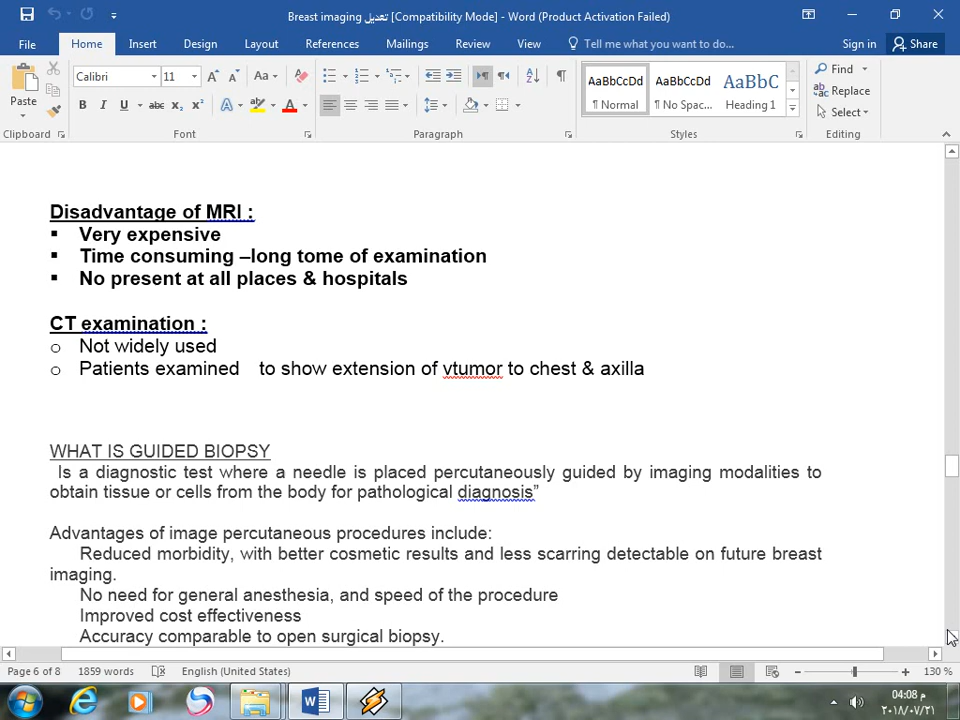 Breast imaging تعديل [Compatibility Mode] - Word (Product Activation Failed)
File Home Insert Design Layout References Mailings Review View Tell me what you want to do... Sign in Share
Paste
Calibri 11
Aa
B I U abc X₂ X² A A
AaBbCcDd AaBbCcDd AaBbC
¶ Normal ¶ No Spac... Heading 1
Find
Replace
Select
Clipboard Font Paragraph Styles Editing
Disadvantage of MRI :
▪ Very expensive
▪ Time consuming –long tome of examination
▪ No present at all places & hospitals
CT examination :
o Not widely used
o Patients examined to show extension of vtumor to chest & axilla
WHAT IS GUIDED BIOPSY
Is a diagnostic test where a needle is placed percutaneously guided by imaging modalities to
obtain tissue or cells from the body for pathological diagnosis”
Advantages of image percutaneous procedures include:
Reduced morbidity, with better cosmetic results and less scarring detectable on future breast
imaging.
No need for general anesthesia, and speed of the procedure
Improved cost effectiveness
Accuracy comparable to open surgical biopsy.
Page 6 of 8 1859 words English (United States) 130 %
04:08 م
٢٠١٨/٠٧/٢١